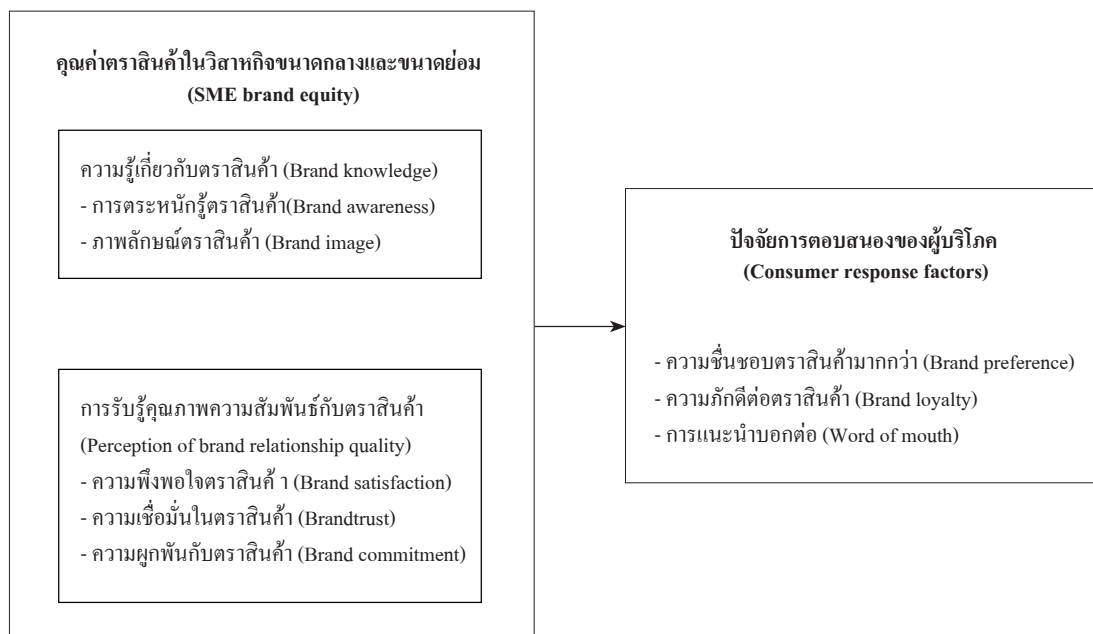 คุณค่าตราสินค้าในวิสาหกิจขนาดกลางและขนาดย่อม
(SME brand equity)
ความรู้เกี่ยวกับตราสินค้า (Brand knowledge)
- การตระหนักรู้ตราสินค้า(Brand awareness)
- ภาพลักษณ์ตราสินค้า (Brand image)
การรับรู้คุณภาพความสัมพันธ์กับตราสินค้า
(Perception of brand relationship quality)
- ความพึงพอใจตราสินค้ า (Brand satisfaction)
- ความเชื่อมั่นในตราสินค้า (Brandtrust)
- ความผูกพันกับตราสินค้า (Brand commitment)
ปัจจัยการตอบสนองของผู้บริโภค
(Consumer response factors)
- ความชื่นชอบตราสินค้ามากกว่า (Brand preference)
- ความภักดีต่อตราสินค้า (Brand loyalty)
- การแนะนำบอกต่อ (Word of mouth)